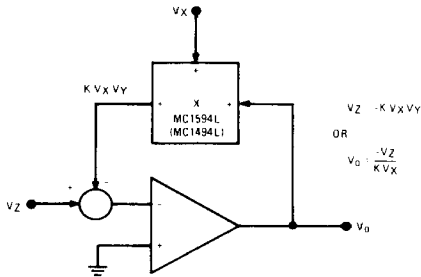 VX
+
K VX VY
+ X +
MC1594L
(MC1494L)
VZ -K VX VY
OR
VO = -VZ
K VX
+ -
VZ
-
+
VO